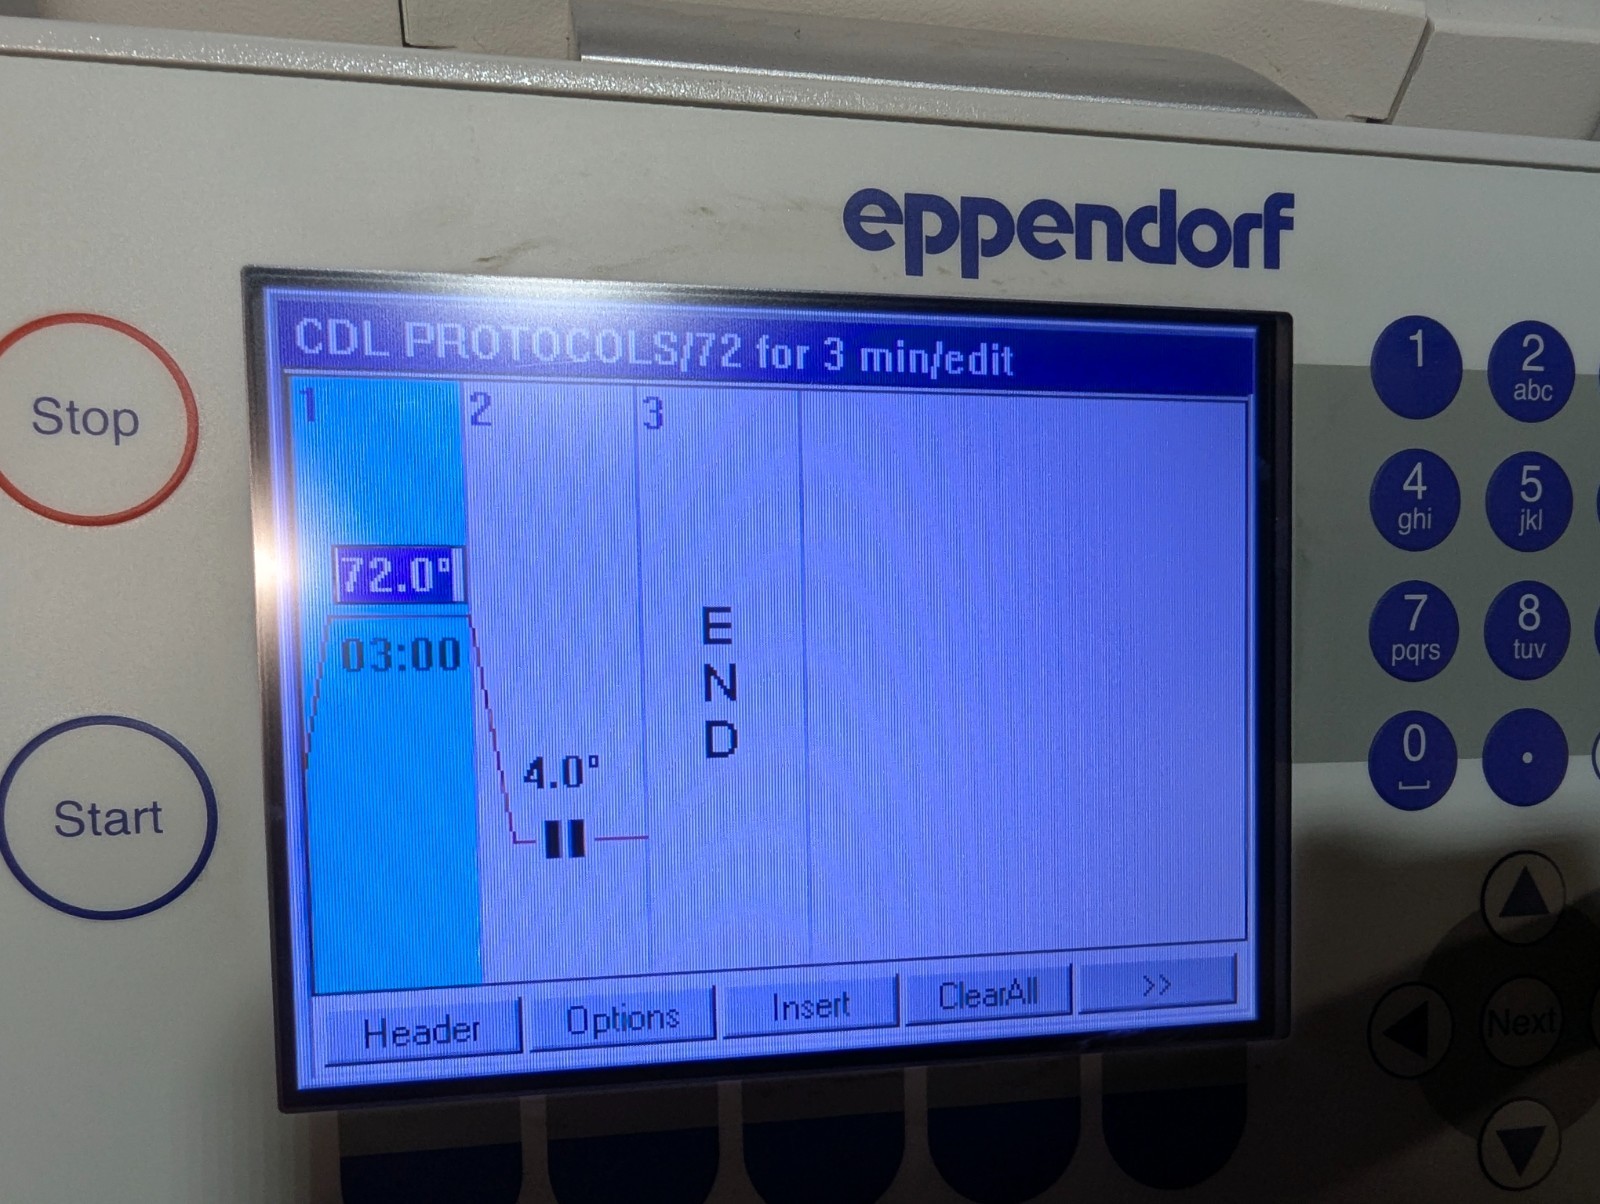 eppendorf
CDL PROTOCOLS/72 for 3 min/edit
1 2 3
72.0°
03:00
4.0°
E
N
D
Header Options Insert ClearAll >>
Stop
Start
1 2
abc
4 5
ghi jkl
7 8
pqrs tuv
0 .
Next